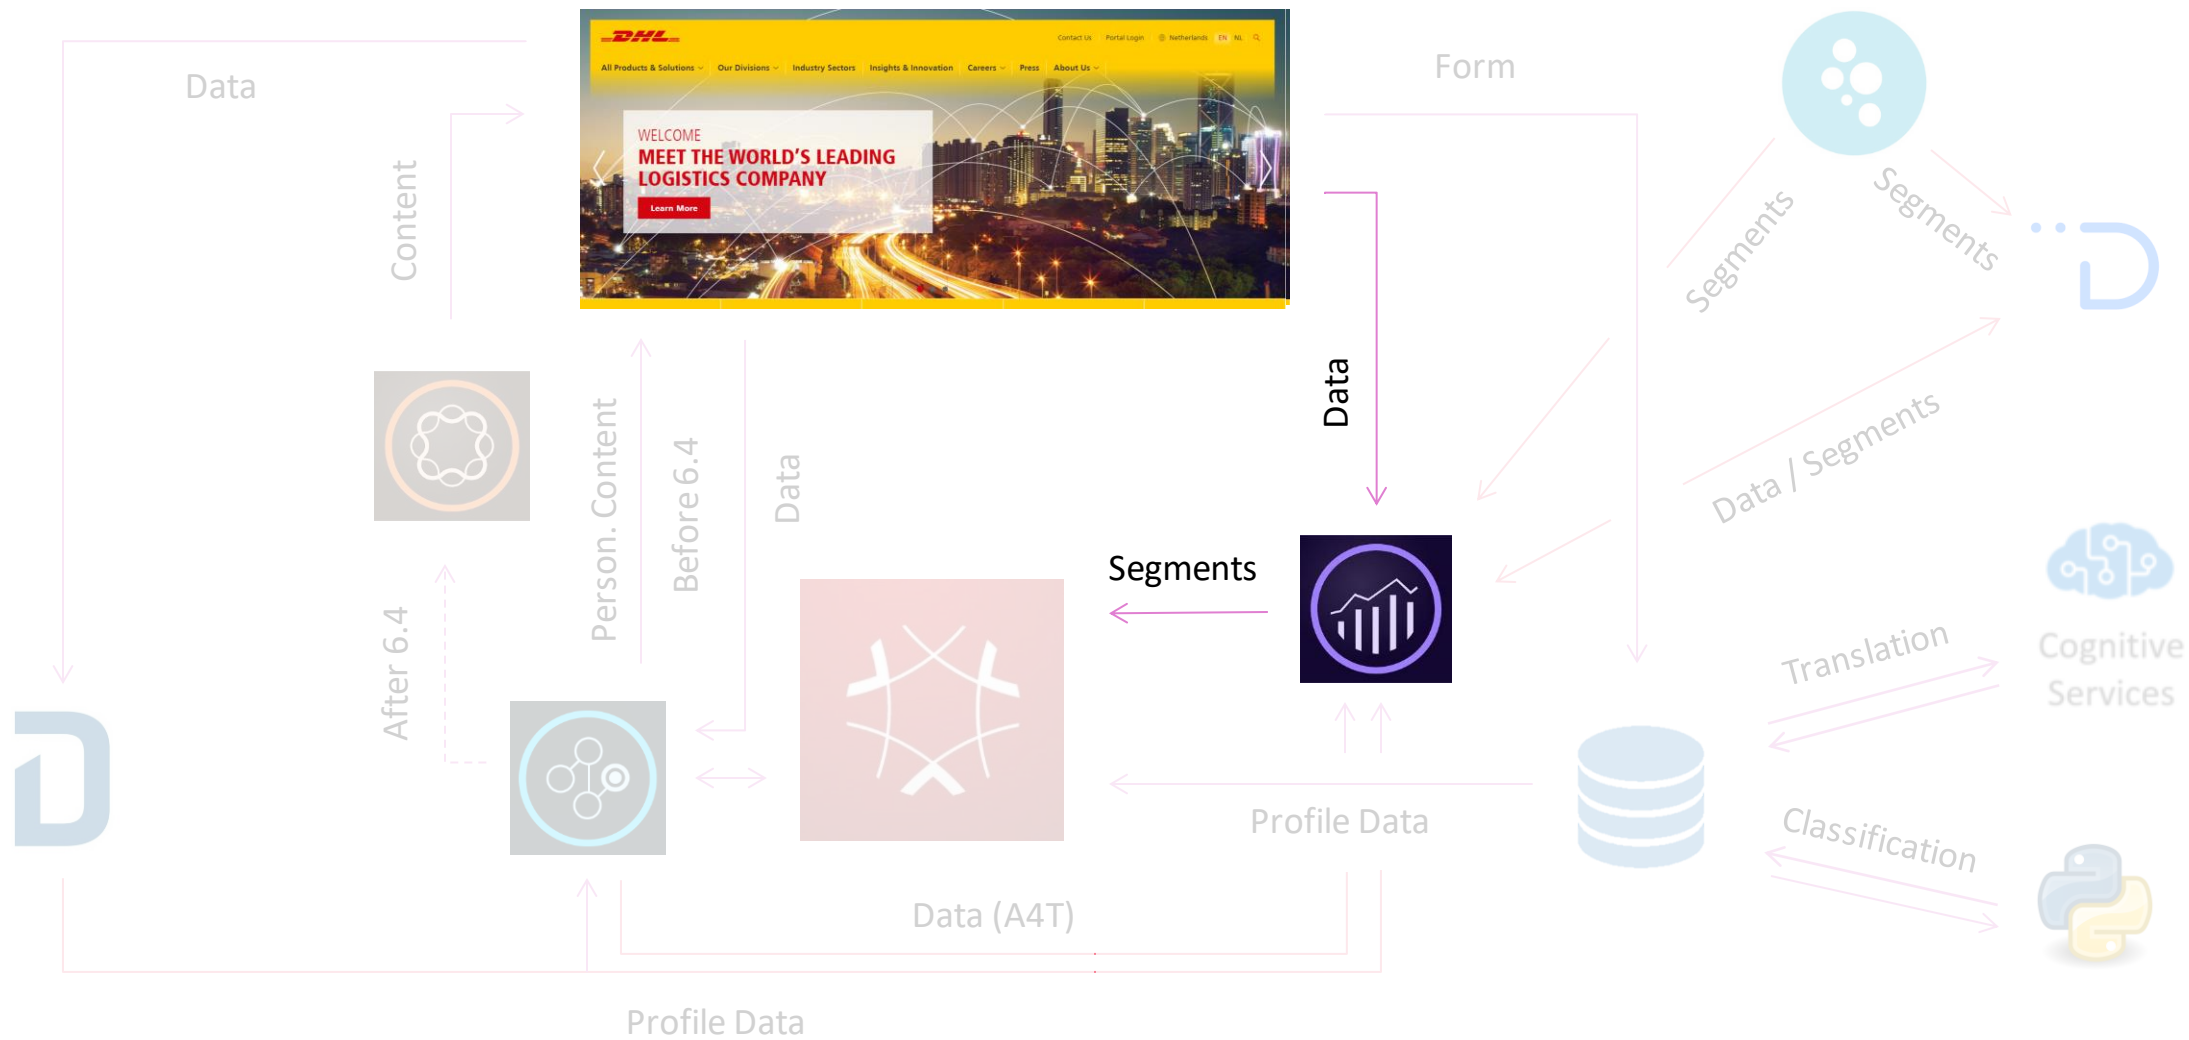 DHL
Contact Us Portal Login Netherlands EN NL
All Products & Solutions Our Divisions Industry Sectors Insights & Innovation Careers Press About Us
WELCOME
MEET THE WORLD'S LEADING
LOGISTICS COMPANY
Learn More
Data
Content
Form
Segments
Segments
Data
Person. Content
Before 6.4
Data
Data / Segments
After 6.4
Segments
Cognitive
Services
Translation
Profile Data
Classification
Data (A4T)
Profile Data